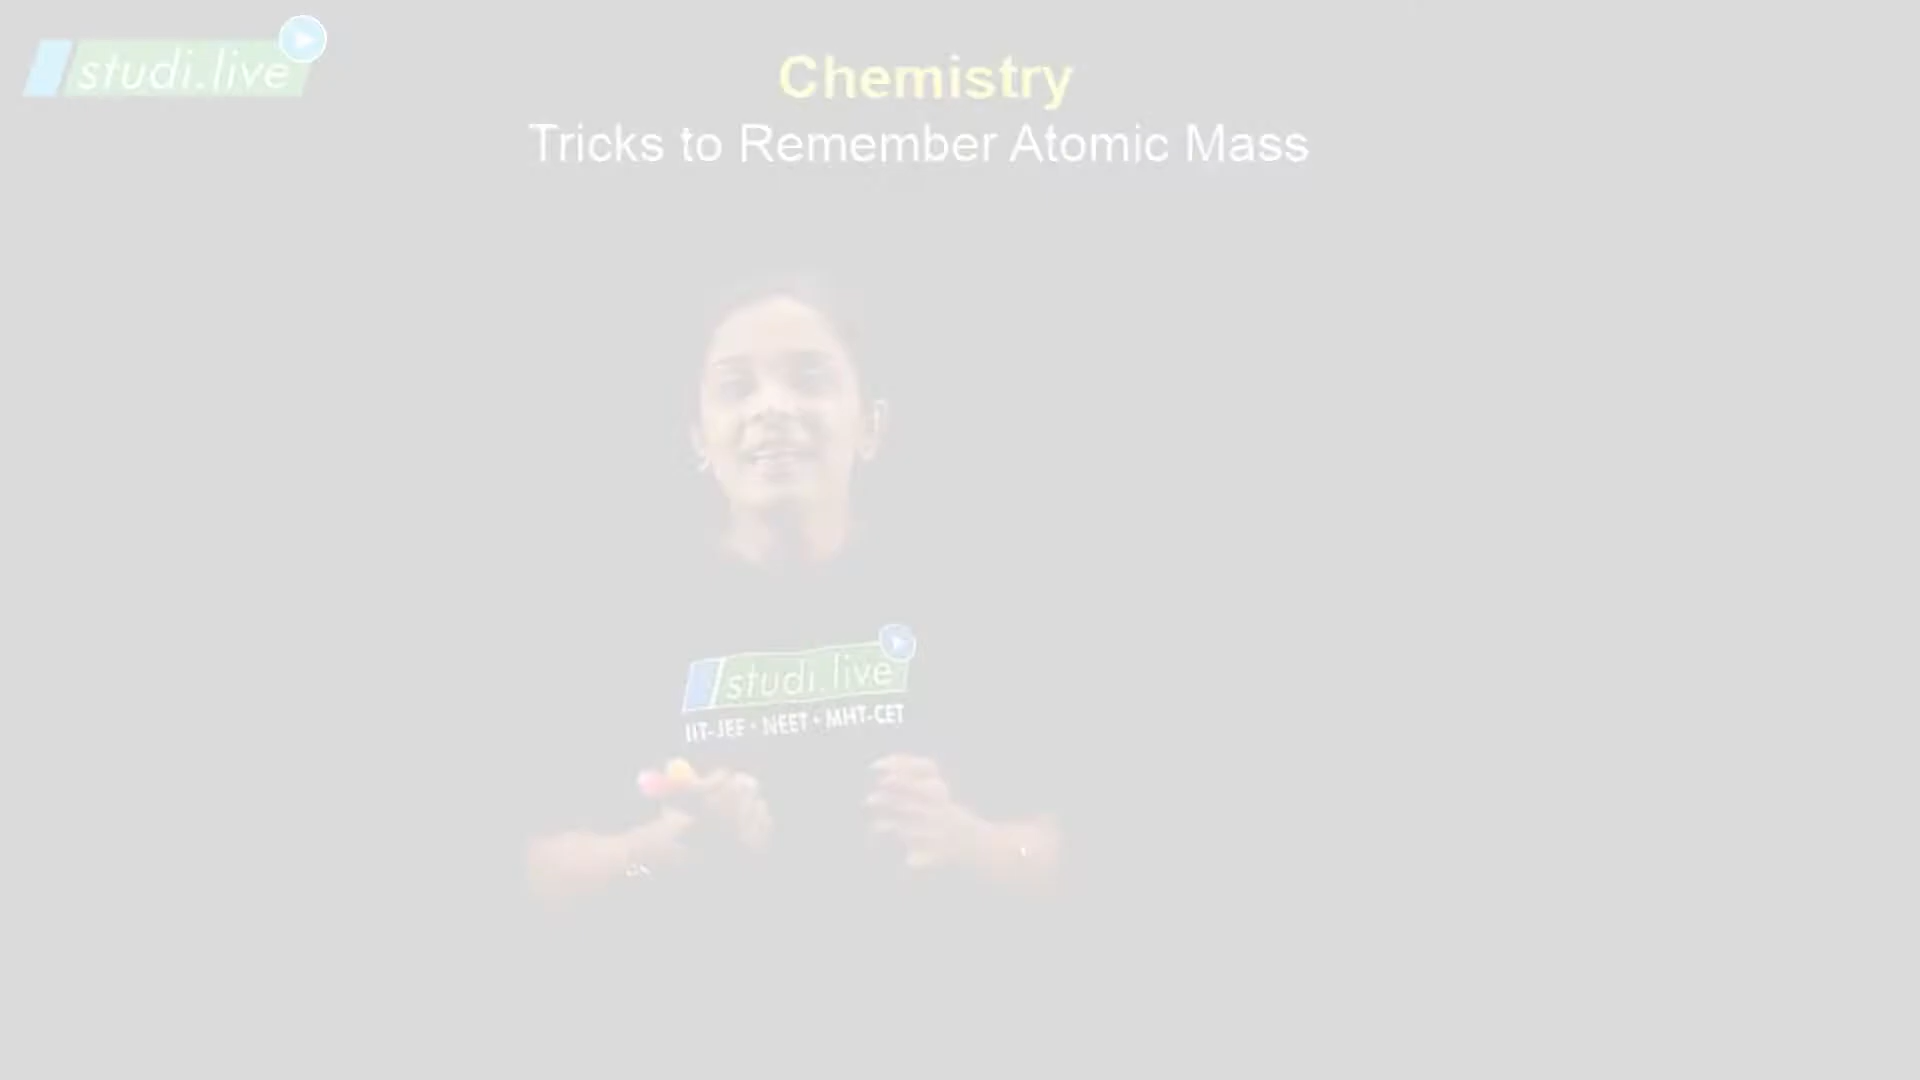 studi.live
Chemistry
Tricks to Remember Atomic Mass
studi.live
IIT-JEE • NEET • MHT-CET